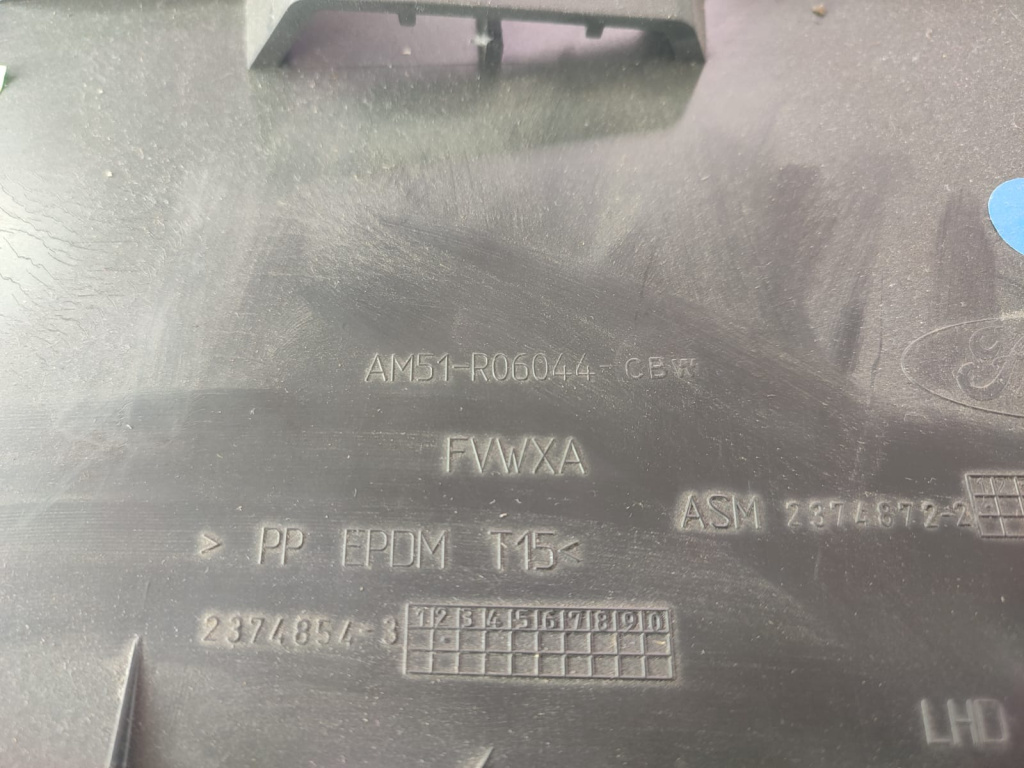 AM51-R06044-CBW
FVWXA
ASM 2374872-2
> PP EPDM T15<
2374854-3 1 2 3 4 5 6 7 8 9 0
LHD